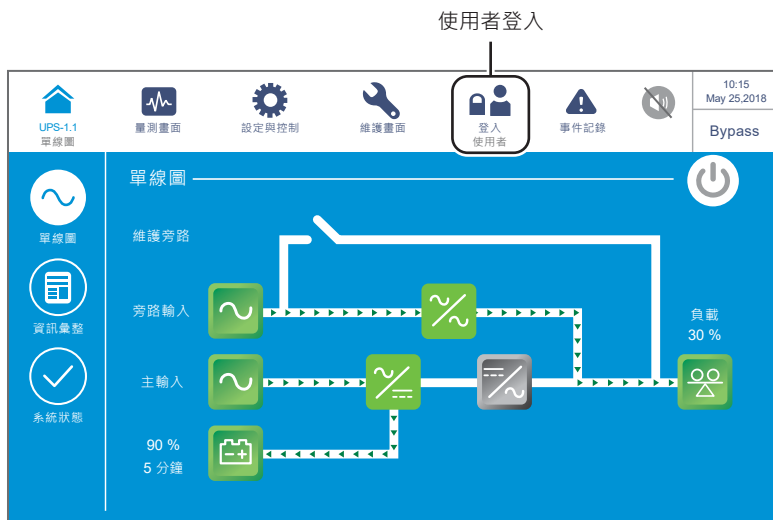 使用者登入
UPS-1.1
單線圖
量測畫面
設定與控制
維護畫面
登入
使用者
事件記錄
10:15
May 25,2018
Bypass
單線圖
資訊彙整
系統狀態
單線圖
維護旁路
旁路輸入
主輸入
90 %
5 分鐘
負載
30 %